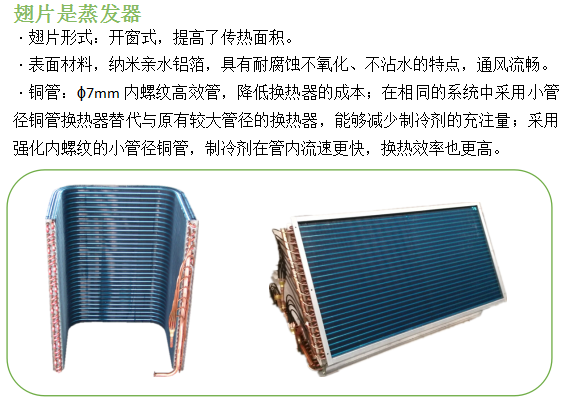 翅片是蒸发器
·翅片形式：开窗式，提高了传热面积。
·表面材料，纳米亲水铝箔，具有耐腐蚀不氧化、不沾水的特点，通风流畅。
·铜管：ϕ7mm 内螺纹高效管，降低换热器的成本；在相同的系统中采用小管
径铜管换热器替代与原有较大管径的换热器，能够减少制冷剂的充注量；采用
强化内螺纹的小管径铜管，制冷剂在管内流速更快，换热效率也更高。